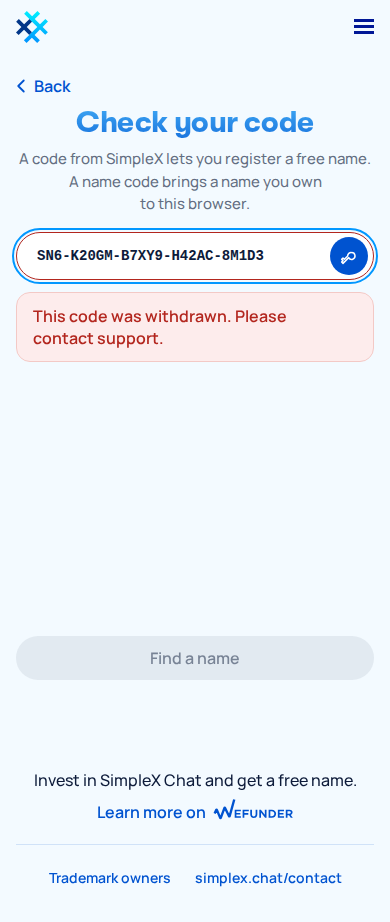 Back
Check your code
A code from SimpleX lets you register a free name.
A name code brings a name you own
to this browser.
SN6-K20GM-B7XY9-H42AC-8M1D3
This code was withdrawn. Please
contact support.
Find a name
Invest in SimpleX Chat and get a free name.
Learn more on WEFUNDER
Trademark owners simplex.chat/contact